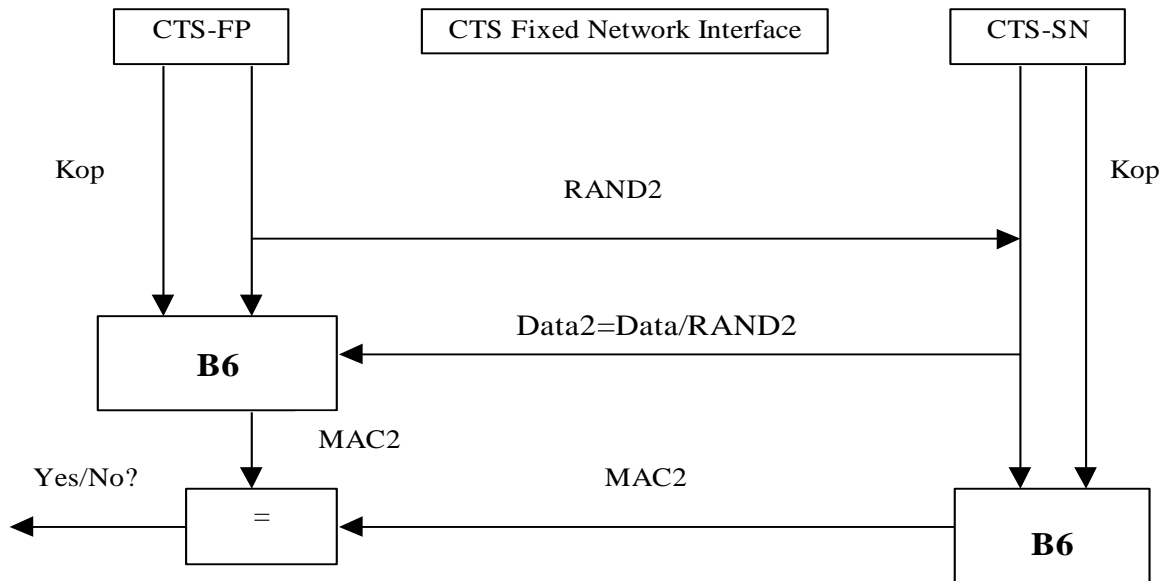 CTS-FP
CTS Fixed Network Interface
CTS-SN
Kop
Kop
RAND2
Data2=Data/RAND2
B6
MAC2
Yes/No?
MAC2
=
B6